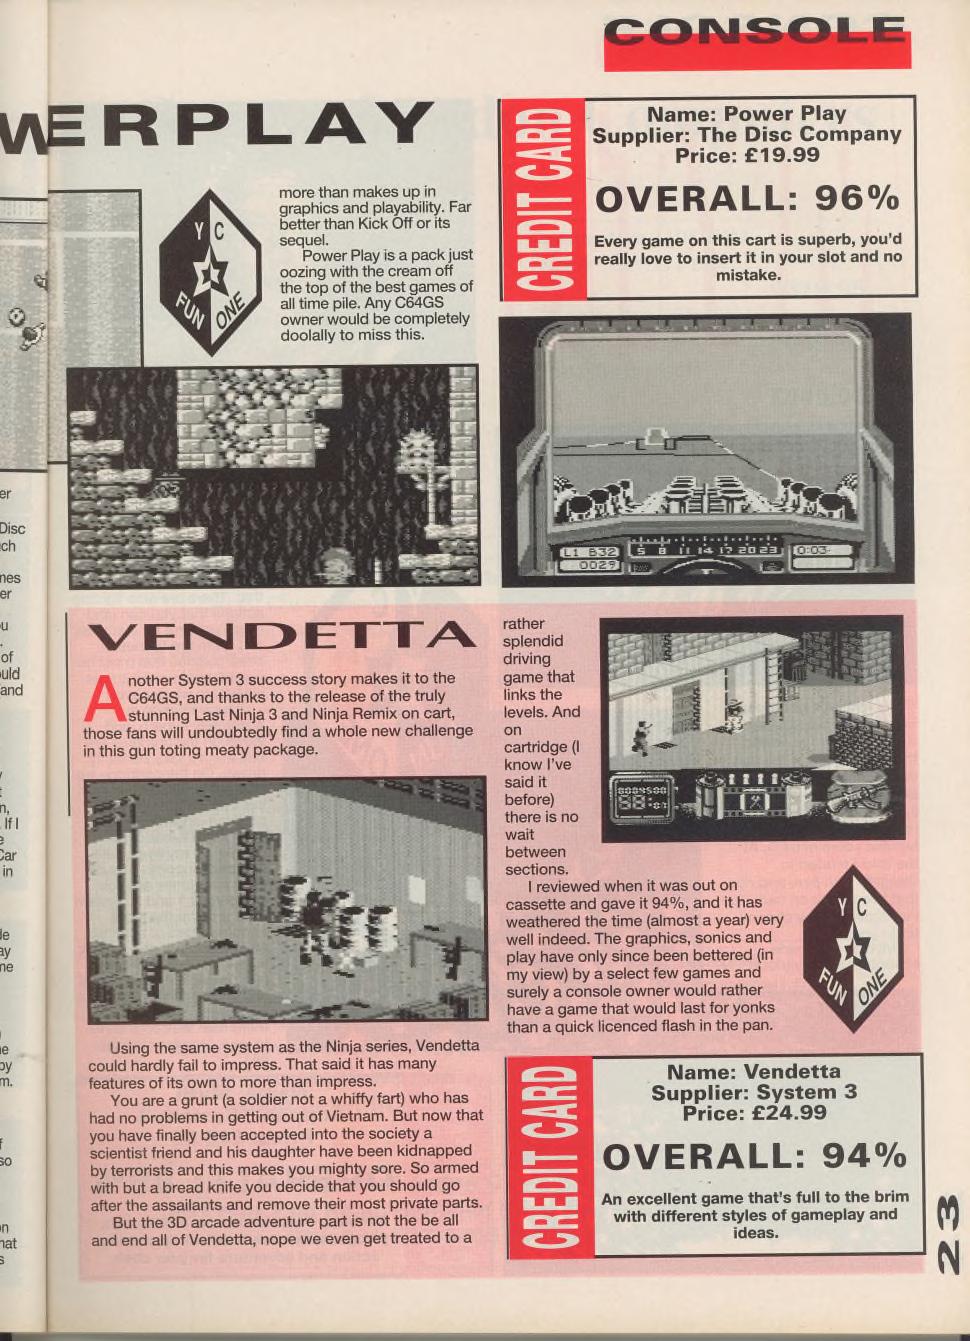 CONSOLE
WERPLAY
more than makes up in
graphics and playability. Far
better than Kick Off or its
sequel.
Power Play is a pack just
oozing with the cream off
the top of the best games of
all time pile. Any C64GS
owner would be completely
doolally to miss this.
Y C
FUN ONE
CREDIT CARD
Name: Power Play
Supplier: The Disc Company
Price: £19.99
OVERALL: 96%
Every game on this cart is superb, you'd
really love to insert it in your slot and no
mistake.
L1 B32
0029
5 8 11 14 17 20 23
0:03
VENDETTA
Another System 3 success story makes it to the
C64GS, and thanks to the release of the truly
stunning Last Ninja 3 and Ninja Remix on cart,
those fans will undoubtedly find a whole new challenge
in this gun toting meaty package.
Using the same system as the Ninja series, Vendetta
could hardly fail to impress. That said it has many
features of its own to more than impress.
You are a grunt (a soldier not a whiffy fart) who has
had no problems in getting out of Vietnam. But now that
you have finally been accepted into the society a
scientist friend and his daughter have been kidnapped
by terrorists and this makes you mighty sore. So armed
with but a bread knife you decide that you should go
after the assailants and remove their most private parts.
But the 3D arcade adventure part is not the be all
and end all of Vendetta, nope we even get treated to a
rather
splendid
driving
game that
links the
levels. And
on
cartridge (I
know I've
said it
before)
there is no
wait
between
sections.
I reviewed when it was out on
cassette and gave it 94%, and it has
weathered the time (almost a year) very
well indeed. The graphics, sonics and
play have only since been bettered (in
my view) by a select few games and
surely a console owner would rather
have a game that would last for yonks
than a quick licenced flash in the pan.
Y C
FUN ONE
CREDIT CARD
Name: Vendetta
Supplier: System 3
Price: £24.99
OVERALL: 94%
An excellent game that's full to the brim
with different styles of gameplay and
ideas.
23